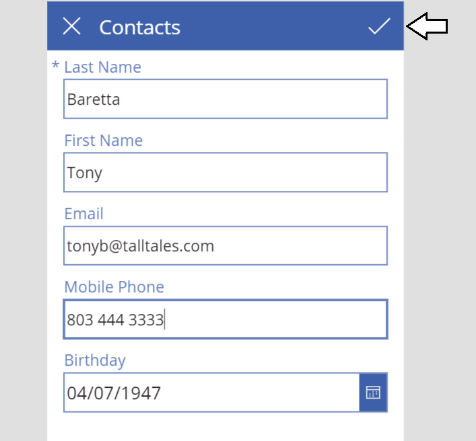 Contacts
* Last Name
Baretta
First Name
Tony
Email
tonyb@talltales.com
Mobile Phone
803 444 3333
Birthday
04/07/1947